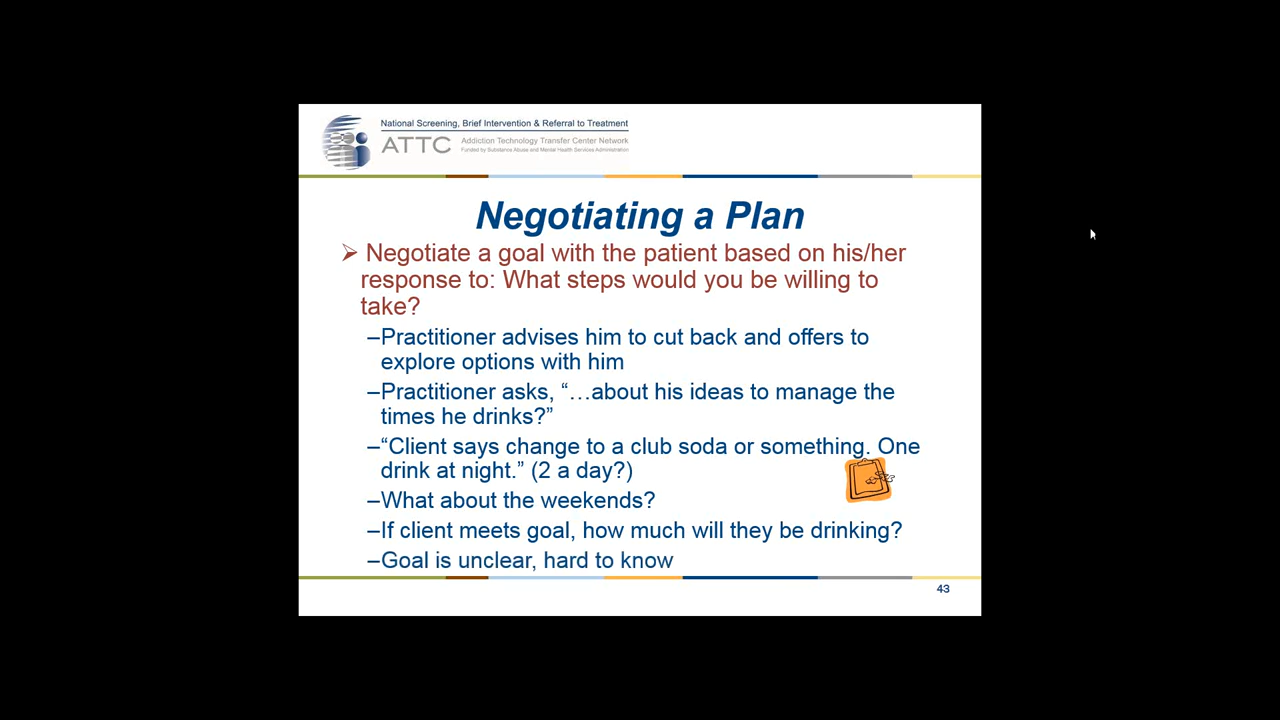 National Screening, Brief Intervention & Referral to Treatment
ATTC Addiction Technology Transfer Center Network
Funded by Substance Abuse and Mental Health Services Administration
Negotiating a Plan
➢ Negotiate a goal with the patient based on his/her
response to: What steps would you be willing to
take?
–Practitioner advises him to cut back and offers to
explore options with him
–Practitioner asks, “…about his ideas to manage the
times he drinks?”
–“Client says change to a club soda or something. One
drink at night.” (2 a day?)
–What about the weekends?
–If client meets goal, how much will they be drinking?
–Goal is unclear, hard to know
43